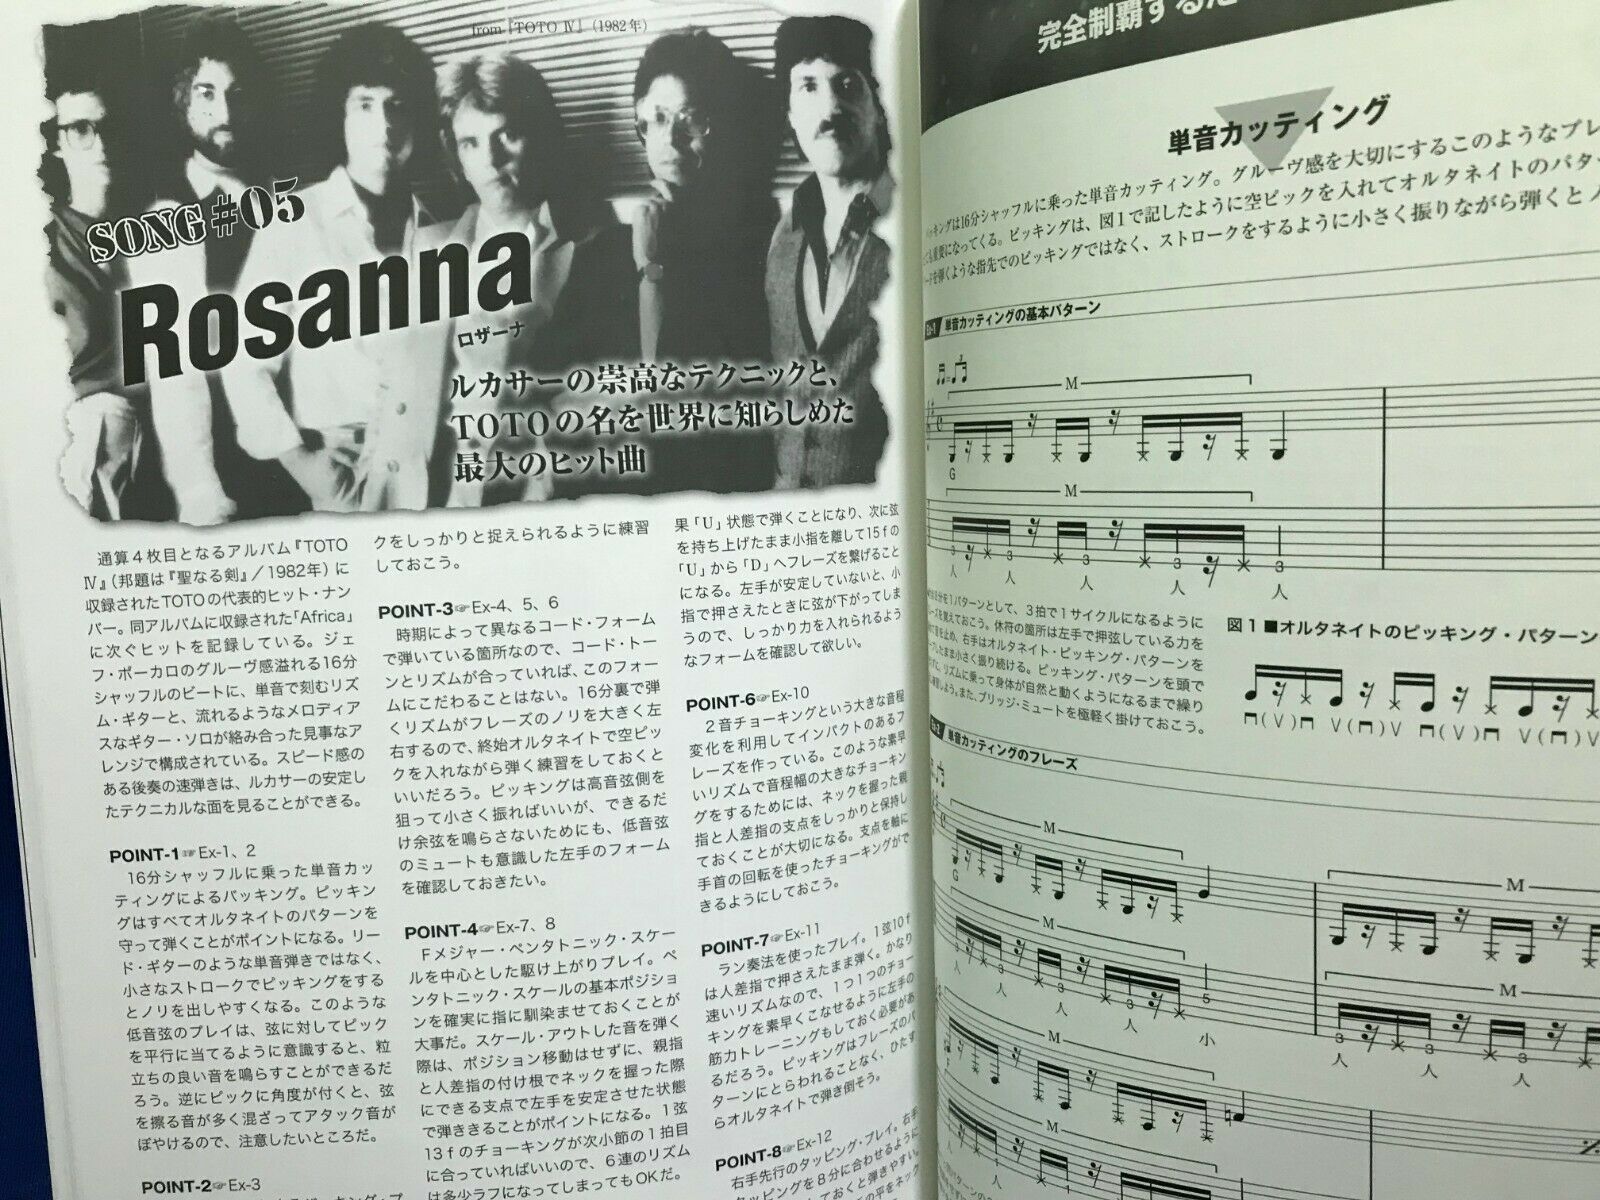 from『TOTO Ⅳ』（1982年）
SONG #05
Rosanna
ロザーナ
ルカサーの崇高なテクニックと、
TOTOの名を世界に知らしめた
最大のヒット曲
通算4枚目となるアルバム『TOTO
Ⅳ』（邦題は『聖なる剣』／1982年）に
収録されたTOTOの代表的ヒット・ナン
バー。同アルバムに収録された「Africa」
に次ぐヒットを記録している。ジェ
フ・ポーカロのグルーヴ感溢れる16分
シャッフルのビートに、単音で刻むリズ
ム・ギターと、流れるようなメロディア
スなギター・ソロが絡み合った見事なア
レンジで構成されている。スピード感の
ある後奏の速弾きは、ルカサーの安定し
たテクニカルな面を見ることができる。
POINT-1☞Ex-1、2
16分シャッフルに乗った単音カッ
ティングによるバッキング。ピッキン
グはすべてオルタネイトのパターンを
守って弾くことがポイントになる。リー
ド・ギターのような単音弾きではなく、
小さなストロークでピッキングをする
とノリを出しやすくなる。このような
低音弦のプレイは、弦に対してピック
を平行に当てるように意識すると、粒
立ちの良い音を鳴らすことができるだ
ろう。逆にピックに角度が付くと、弦
を擦る音が多く混ざってアタック音が
ぼやけるので、注意したいところだ。
POINT-2☞Ex-3
クをしっかりと捉えられるように練習
しておこう。
POINT-3☞Ex-4、5、6
時期によって異なるコード・フォーム
で弾いている箇所なので、コード・トー
ンとリズムが合っていれば、このフォー
ムにこだわることはない。16分裏で弾
くリズムがフレーズのノリを大きく左
右するので、終始オルタネイトで空ピッ
クを入れながら弾く練習をしておくと
いいだろう。ピッキングは高音弦側を
狙って小さく振ればいいが、できるだ
け余弦を鳴らさないためにも、低音弦
のミュートも意識した左手のフォーム
を確認しておきたい。
POINT-4☞Ex-7、8
Fメジャー・ペンタトニック・スケー
ルを中心とした駆け上がりプレイ。ペ
ンタトニック・スケールの基本ポジショ
ンを確実に指に馴染ませておくことが
大事だ。スケール・アウトした音を弾く
際は、ポジション移動はせずに、親指
と人差指の付け根でネックを握った際
にできる支点で左手を安定させた状態
で弾ききることがポイントになる。1弦
13fのチョーキングが次小節の1拍目
に合っていればいいので、6連のリズム
は多少ラフになってしまってもOKだ。
果「U」状態で弾くことになり、次に弦
を持ち上げたまま小指を離して15fの
「U」から「D」へフレーズを繋げること
になる。左手が安定していないと、小
指で押さえたときに弦が下がってしま
うので、しっかり力を入れられるよう
なフォームを確認して欲しい。
POINT-6☞Ex-10
2音チョーキングという大きな音程
変化を利用してインパクトのあるフ
レーズを作っている。このような素早
いリズムで音程幅の大きなチョーキン
グをするためには、ネックを握った親
指と人差指の支点をしっかりと保持し
ておくことが大切になる。支点を軸に
手首の回転を使ったチョーキングがで
きるようにしておこう。
POINT-7☞Ex-11
ラン奏法を使ったプレイ。1弦10f
は人差指で押さえたまま弾く。かなり
速いリズムなので、1つ1つのチョー
キングを素早くこなせるように左手の
筋力トレーニングもしておく必要があ
るだろう。ピッキングはフレーズのパ
ターンにとらわれることなく、ひたす
らオルタネイトで弾き倒そう。
POINT-8☞Ex-12
右手先行のタッピング・プレイ。右手
タッピングを8分に合わせるように
しておくと弾きやすい。
完全制覇する
単音カッティング
ッキングは16分シャッフルに乗った単音カッティング。グルーヴ感を大切にするこのようなプレ
も重要になってくる。ピッキングは、図1で記したように空ピックを入れてオルタネイトのパター
ードを弾くような指先でのピッキングではなく、ストロークをするように小さく振りながら弾くとノ
Ex-1 単音カッティングの基本パターン
M
G
M
3 3 3 3 3
人 人 人 人 人
を1パターンとして、3拍で1サイクルになるように
ーズを覚えておこう。休符の箇所は左手で押弦している力を
て音を止め、右手はオルタネイト・ピッキング・パターンを
したまま小さく振り続ける。ピッキング・パターンを頭で
ずに、リズムに乗って身体が自然と動くようになるまで繰り
練習しよう。また、ブリッジ・ミュートを極軽く掛けておこう。
図1■オルタネイトのピッキング・パターン
(V) V(Π)V (V) V(Π)V(
単音カッティングのフレーズ
M
G
M
M
M
5
小